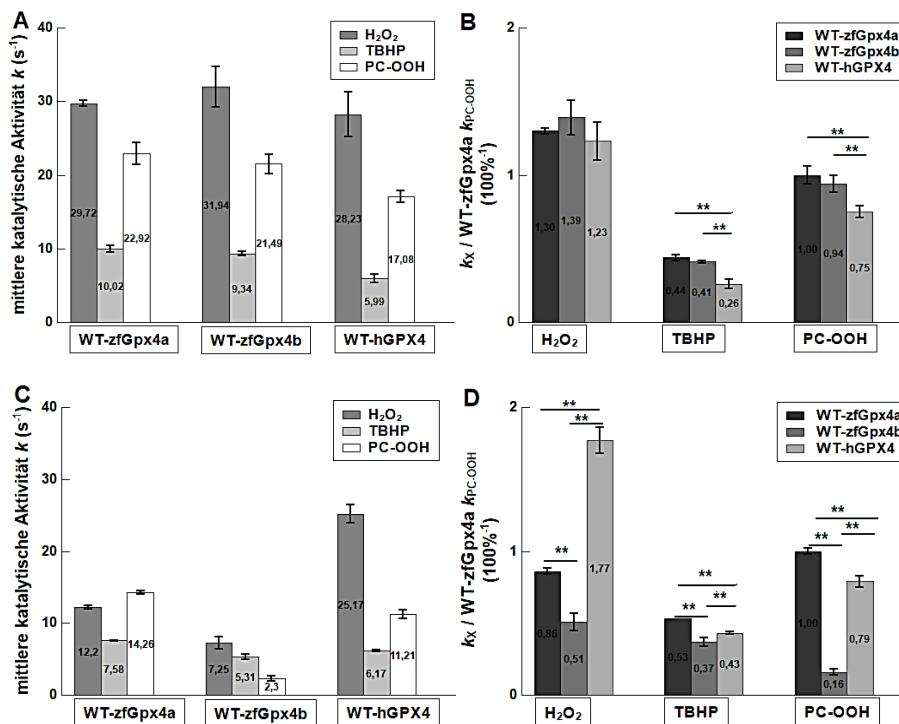 A
mittlere katalytische Aktivität k (s⁻¹)
40
30
20
10
0
H₂O₂
TBHP
PC-OOH
29,72
10,02
22,92
31,94
9,34
21,49
28,23
5,99
17,08
WT-zfGpx4a
WT-zfGpx4b
WT-hGPX4
B
kX / WT-zfGpx4a kPC-OOH
(100%⁻¹)
2
1
0
WT-zfGpx4a
WT-zfGpx4b
WT-hGPX4
**
**
**
**
1,30
1,39
1,23
0,44
0,41
0,26
1,00
0,94
0,75
H₂O₂
TBHP
PC-OOH
C
mittlere katalytische Aktivität k (s⁻¹)
40
30
20
10
0
H₂O₂
TBHP
PC-OOH
12,2
7,58
14,26
7,25
5,31
2,3
25,17
6,17
11,21
WT-zfGpx4a
WT-zfGpx4b
WT-hGPX4
D
kX / WT-zfGpx4a kPC-OOH
(100%⁻¹)
2
1
0
WT-zfGpx4a
WT-zfGpx4b
WT-hGPX4
**
**
**
**
**
**
**
**
**
0,86
0,51
1,77
0,53
0,37
0,43
1,00
0,16
0,79
H₂O₂
TBHP
PC-OOH